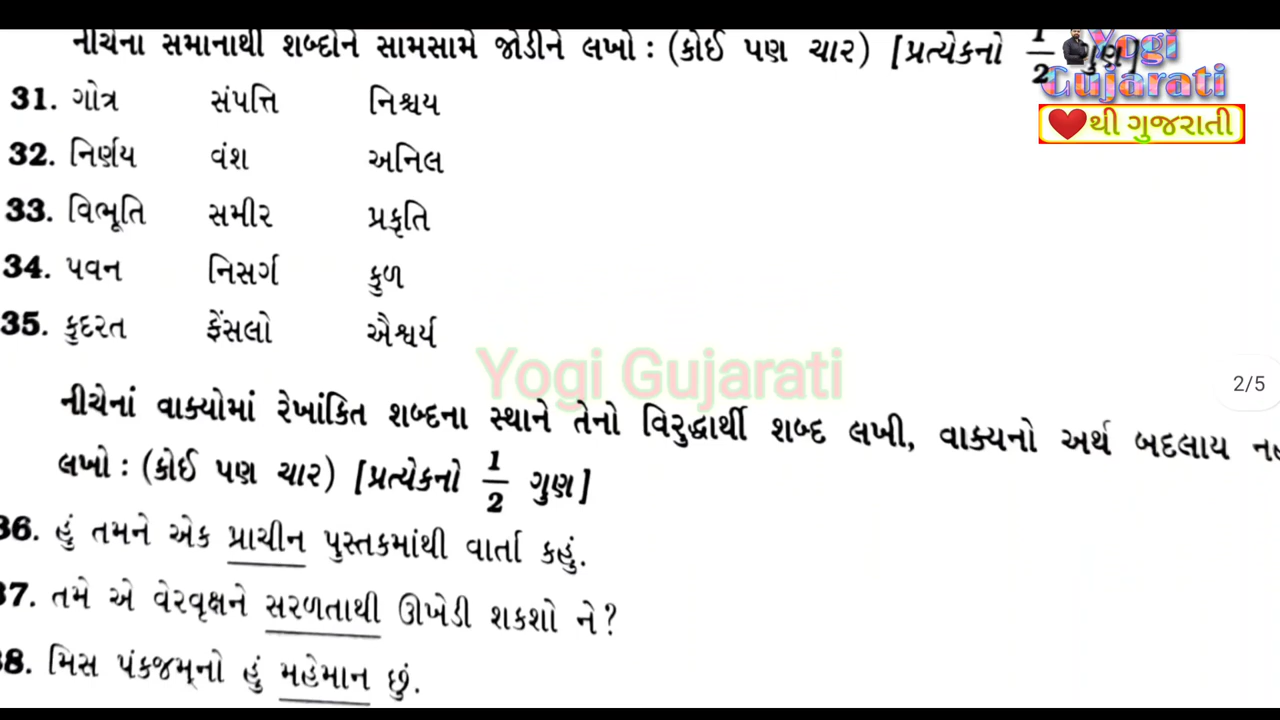 નીચેના સમાનાર્થી શબ્દોને સામસામે જોડીને લખો : (કોઈ પણ ચાર) [પ્રત્યેકનો 1/2 ગુણ]
Yogi
Gujarati
❤થી ગુજરાતી
31. ગોત્ર સંપત્તિ નિશ્ચય
32. નિર્ણય વંશ અનિલ
33. વિભૂતિ સમીર પ્રકૃતિ
34. પવન નિસર્ગ કુળ
35. કુદરત ફેંસલો ઐશ્વર્ય
Yogi Gujarati
2/5
નીચેનાં વાક્યોમાં રેખાંકિત શબ્દના સ્થાને તેનો વિરુદ્ધાર્થી શબ્દ લખી, વાક્યનો અર્થ બદલાય
લખો : (કોઈ પણ ચાર) [પ્રત્યેકનો 1/2 ગુણ]
36. હું તમને એક પ્રાચીન પુસ્તકમાંથી વાર્તા કહું.
37. તમે એ વેરવૃક્ષને સરળતાથી ઊખેડી શકશો ને?
38. મિસ પંકજમ્‌નો હું મહેમાન છું.